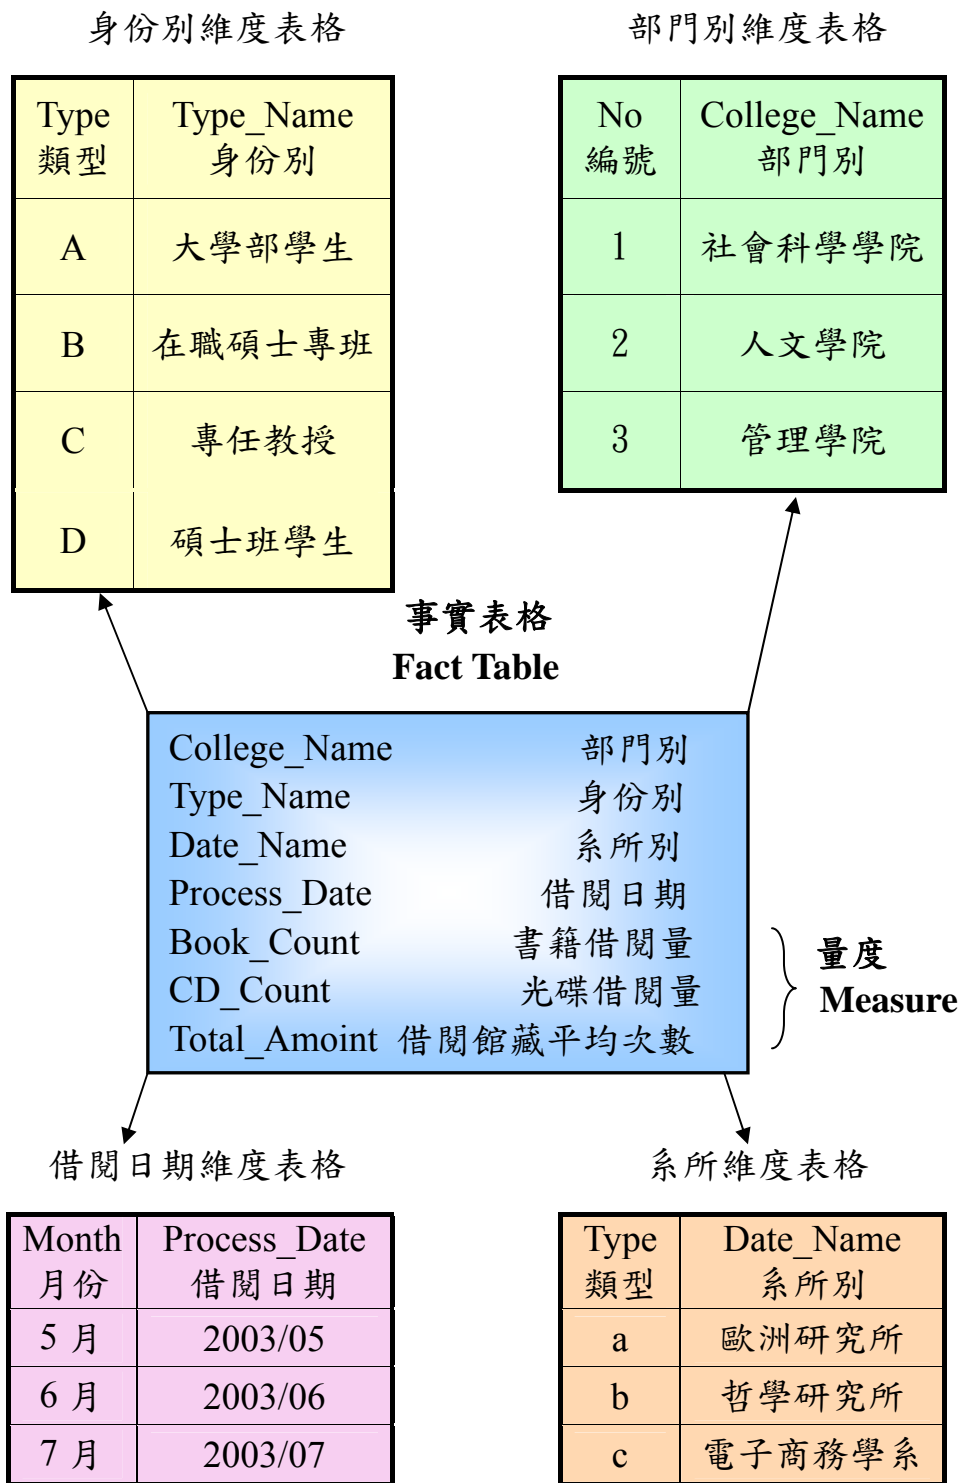 身份別維度表格
Type Type_Name
類型 身份別
A 大學部學生
B 在職碩士專班
C 專任教授
D 碩士班學生
部門別維度表格
No College_Name
編號 部門別
1 社會科學學院
2 人文學院
3 管理學院
事實表格
Fact Table
College_Name 部門別
Type_Name 身份別
Date_Name 系所別
Process_Date 借閱日期
Book_Count 書籍借閱量
CD_Count 光碟借閱量
Total_Amoint 借閱館藏平均次數
量度
Measure
借閱日期維度表格
Month Process_Date
月份 借閱日期
5 月 2003/05
6 月 2003/06
7 月 2003/07
系所維度表格
Type Date_Name
類型 系所別
a 歐洲研究所
b 哲學研究所
c 電子商務學系